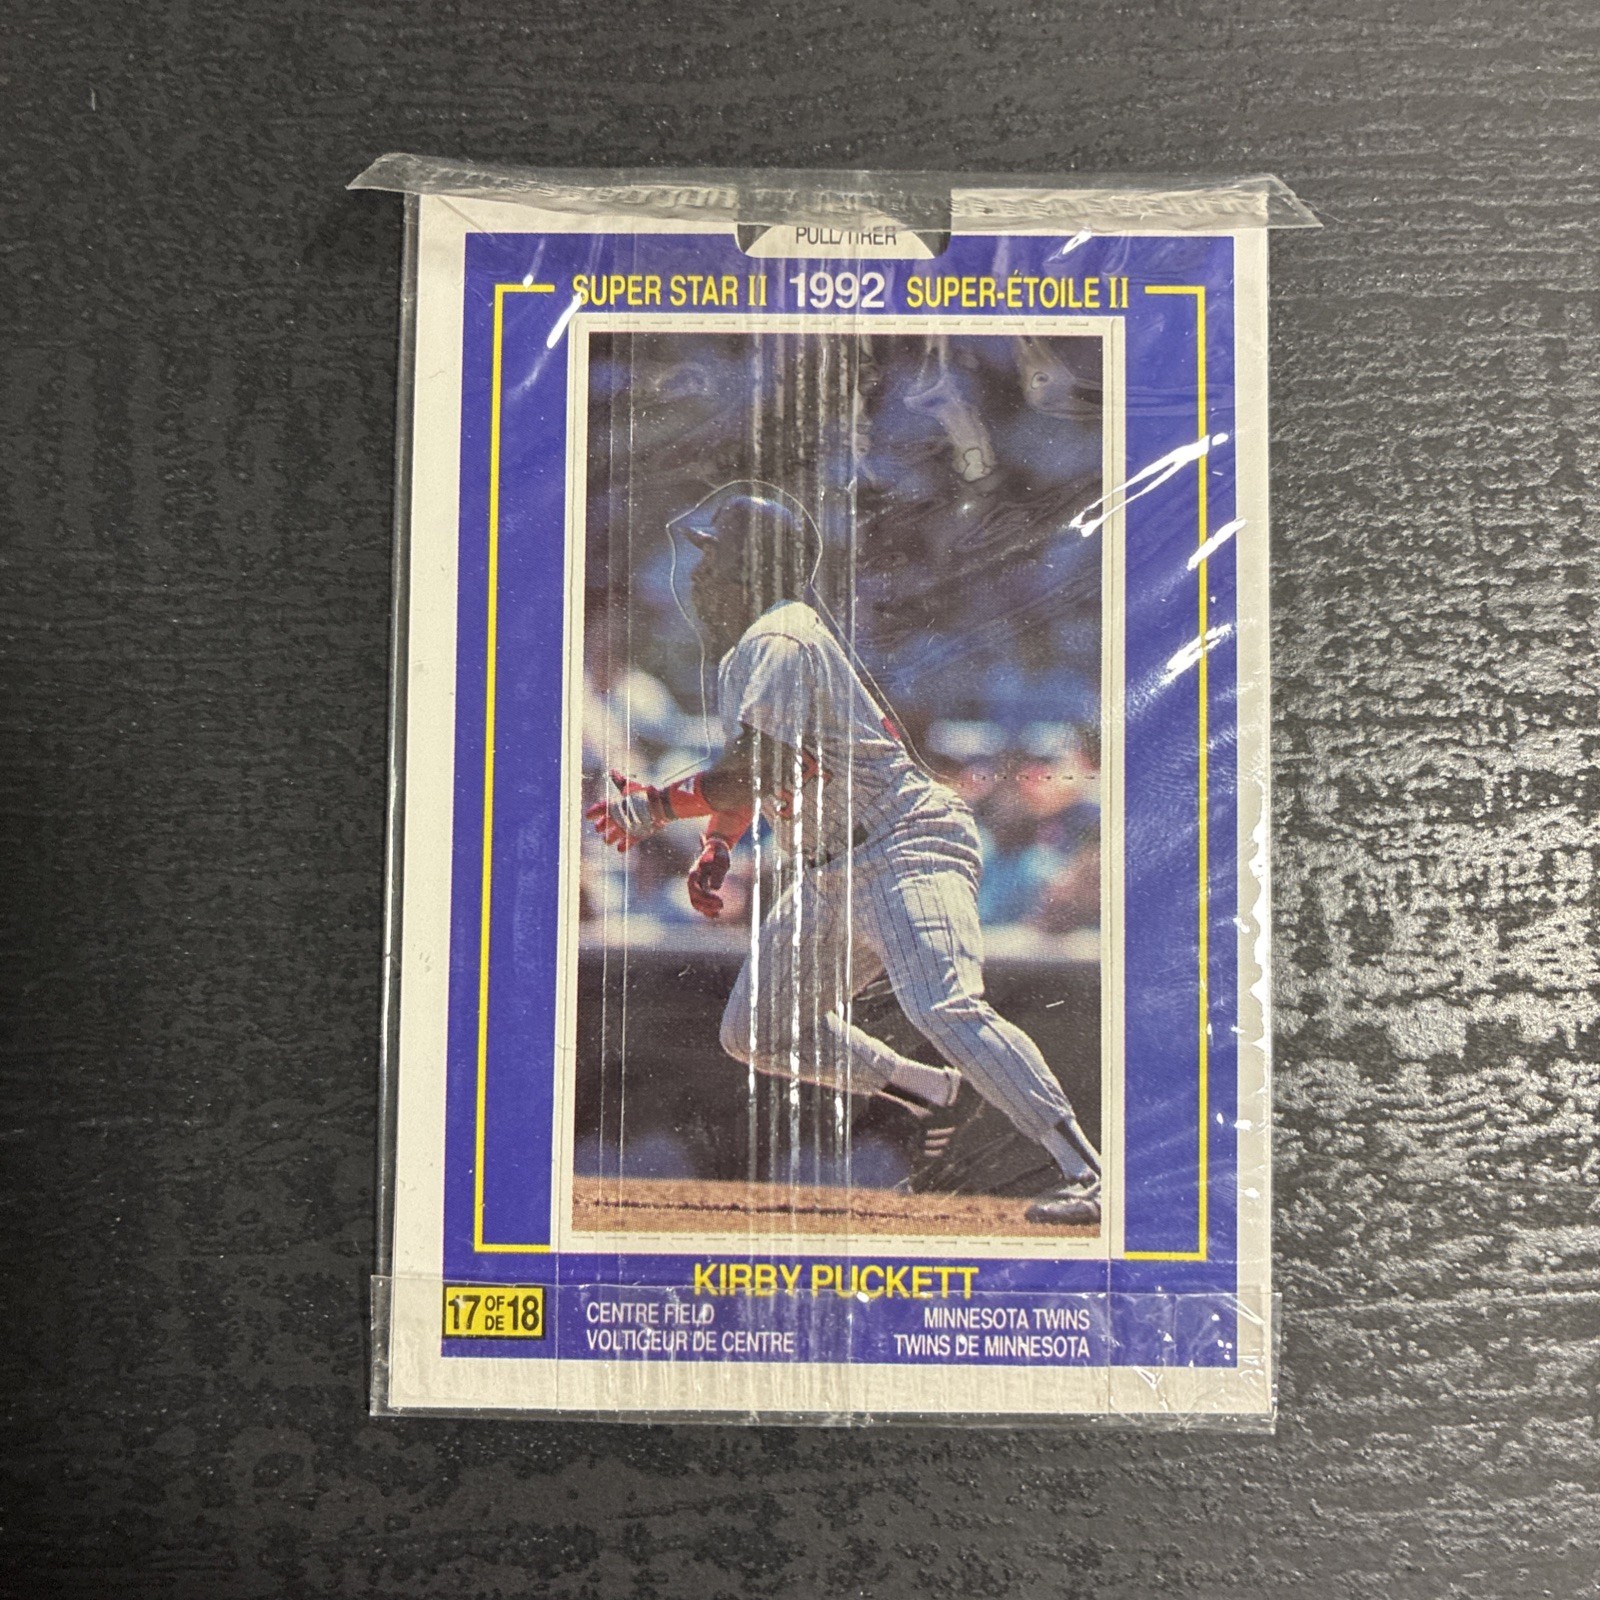 PULL/TIRER
SUPER STAR II 1992 SUPER-ÉTOILE II
KIRBY PUCKETT
17 OF DE 18
CENTRE FIELD
VOLTIGEUR DE CENTRE
MINNESOTA TWINS
TWINS DE MINNESOTA